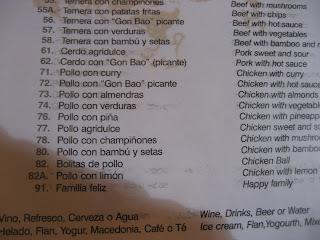 55. Ternera con champiñones Beef with mushrooms
55A. Ternera con patatas fritas Beef with chips
56. Ternera con "Gon Bao" picante Beef with hot sauce
57. Ternera con verduras Beef with vegetables
58. Ternera con bambú y setas Beef with bamboo and
61. Cerdo agridulce Pork sweet and sour
62. Cerdo con "Gon Bao" (picante) Pork with hot sauce
71. Pollo con curry Chicken with curry
72. Pollo con "Gon Bao" picante Chicken with hot sauce
73. Pollo con almendras Chicken with almonds
74. Pollo con verduras Chicken with vegetables
76. Pollo con piña Chicken with
77. Pollo agridulce Chicken sweet and
78. Pollo con champiñones Chicken with
80. Pollo con bambú y setas Chicken with bamboo
82. Bolitas de pollo Chicken Ball
82A. Pollo con limón Chicken with lemon
91. Familia feliz Happy family
Vino, Refresco, Cerveza o Agua Wine, Drinks, Beer or Water
Helado, Flan, Yogur, Macedonia, Café o Té Ice cream, Flan, Yogourth,